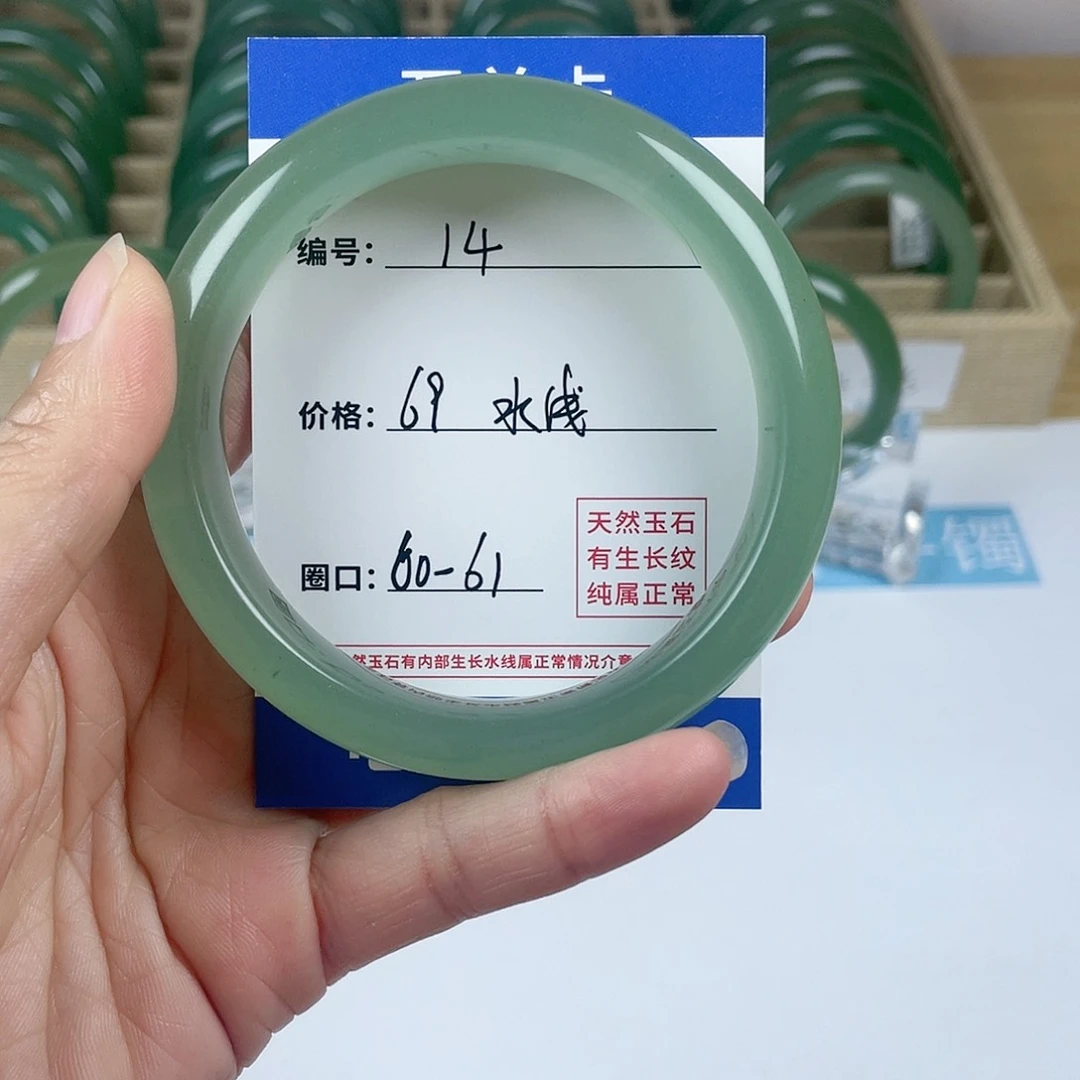 编号: 14
价格: 69 水线
圈口: 60-61
天然玉石
有生长纹
纯属正常
然玉石有内部生长水线属正常情况介意
镯